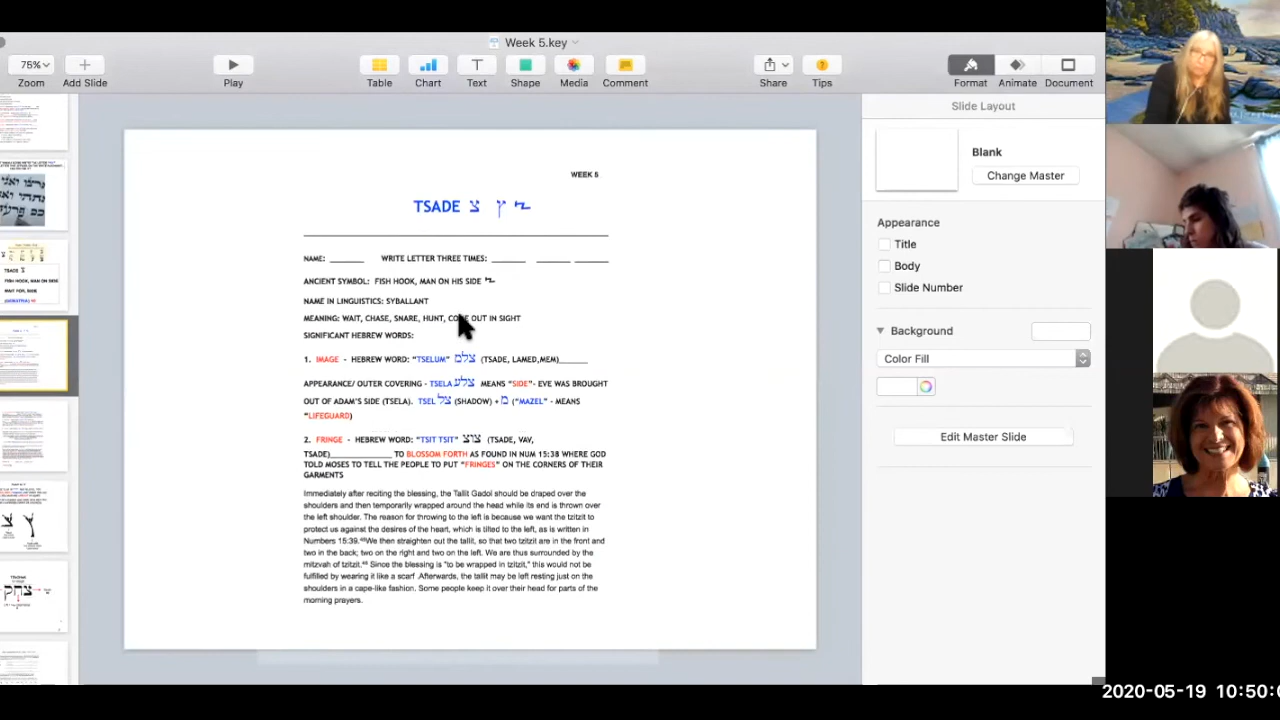 Week 5.key
75%
Zoom
Add Slide
Play
Table
Chart
Text
Shape
Media
Comment
Share
Tips
Format
Animate
Document
Slide Layout
Blank
Change Master
Appearance
Title
Body
Slide Number
Background
Color Fill
Edit Master Slide
WEEK 5
TSADE צ ץ
NAME: ________ WRITE LETTER THREE TIMES: ________ ________ ________
ANCIENT SYMBOL: FISH HOOK, MAN ON HIS SIDE
NAME IN LINGUISTICS: SYBALLANT
MEANING: WAIT, CHASE, SNARE, HUNT, OUT IN SIGHT
SIGNIFICANT HEBREW WORDS:
1. IMAGE - HEBREW WORD: "TSELUM" צלמ (TSADE, LAMED,MEM)______
APPEARANCE/ OUTER COVERING - TSELA צלע MEANS "SIDE"- EVE WAS BROUGHT
OUT OF ADAM'S SIDE (TSELA). TSEL צל (SHADOW) + מ ("MAZEL" - MEANS
"LIFEGUARD)
2. FRINGE - HEBREW WORD: "TSIT TSIT" (TSADE, VAV,
TSADE)____________ TO BLOSSOM FORTH AS FOUND IN NUM 15:38 WHERE GOD
TOLD MOSES TO TELL THE PEOPLE TO PUT "FRINGES" ON THE CORNERS OF THEIR
GARMENTS
Immediately after reciting the blessing, the Tallit Gadol should be draped over the
shoulders and then temporarily wrapped around the head while its end is thrown over
the left shoulder. The reason for throwing to the left is because we want the tzitzit to
protect us against the desires of the heart, which is tilted to the left, as is written in
Numbers 15:39. We then straighten out the tallit, so that two tzitzit are in the front and
two in the back; two on the right and two on the left. We are thus surrounded by the
mitzvah of tzitzit. Since the blessing is "to be wrapped in tzitzit," this would not be
fulfilled by wearing it like a scarf .Afterwards, the tallit may be left resting just on the
shoulders in a cape-like fashion. Some people keep it over their head for parts of the
morning prayers.
2020-05-19 10:50: